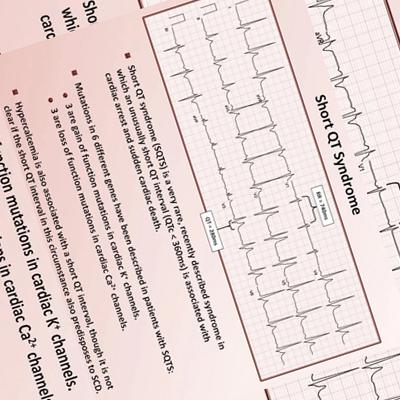 Short QT Syndrome
aVR
V1
RR = 760ms
QT = 280ms
Short QT syndrome (SQTS) is a very rare, recently described syndrome in
which an unusually short QT interval (QTc < 360ms) is associated with
cardiac arrest and sudden cardiac death.
Mutations in 6 different genes have been described in patients with SQTS:
3 are gain of function mutations in cardiac K⁺ channels.
3 are loss of function mutations in cardiac Ca²⁺ channels.
Hypercalcemia is also associated with a short QT interval, though it is not
clear if the short QT interval in this circumstance also predisposes to SCD.
function mutations in cardiac K⁺ channels.
in cardiac Ca²⁺ channel
Sho
whi
carc